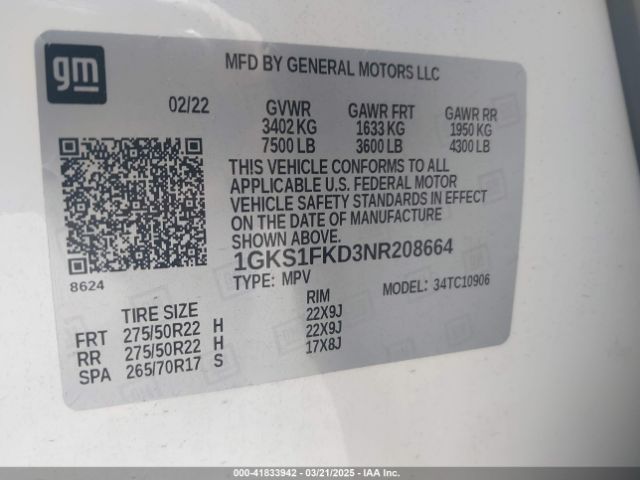 gm
MFD BY GENERAL MOTORS LLC
02/22 GVWR GAWR FRT GAWR RR
3402 KG 1633 KG 1950 KG
7500 LB 3600 LB 4300 LB
THIS VEHICLE CONFORMS TO ALL
APPLICABLE U.S. FEDERAL MOTOR
VEHICLE SAFETY STANDARDS IN EFFECT
ON THE DATE OF MANUFACTURE
SHOWN ABOVE.
1GKS1FKD3NR208664
8624
TYPE: MPV MODEL: 34TC10906
TIRE SIZE RIM
FRT 275/50R22 H 22X9J
RR 275/50R22 H 22X9J
SPA 265/70R17 S 17X8J
000-41833942 - 03/21/2025 - IAA, Inc.